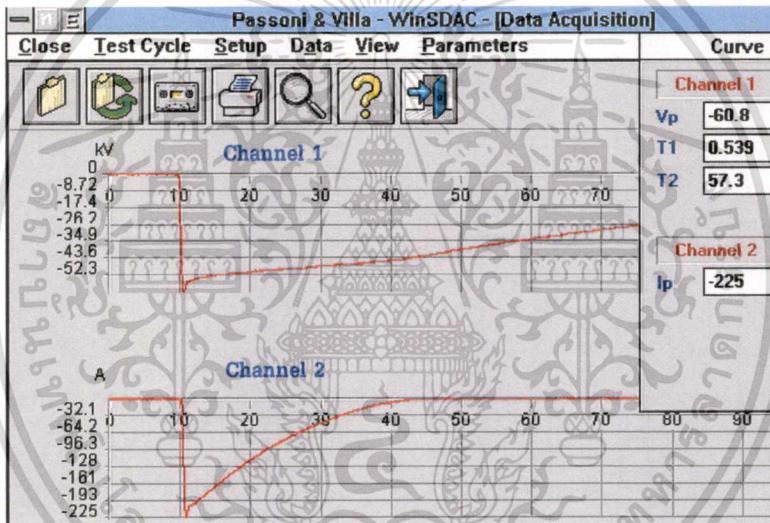 Passoni & Villa - WinSDAC - [Data Acquisition]
Close Test Cycle Setup Data View Parameters
Curve
Channel 1
Vp -60.8
T1 0.539
T2 57.3
Channel 2
Ip -225
KV
Channel 1
0
-8.72
-17.4
-26.2
-34.9
-43.6
-52.3
0 10 20 30 40 50 60 70
A
Channel 2
-32.1
-64.2
-96.3
-128
-161
-193
-225
0 10 20 30 40 50 60 70 80 90